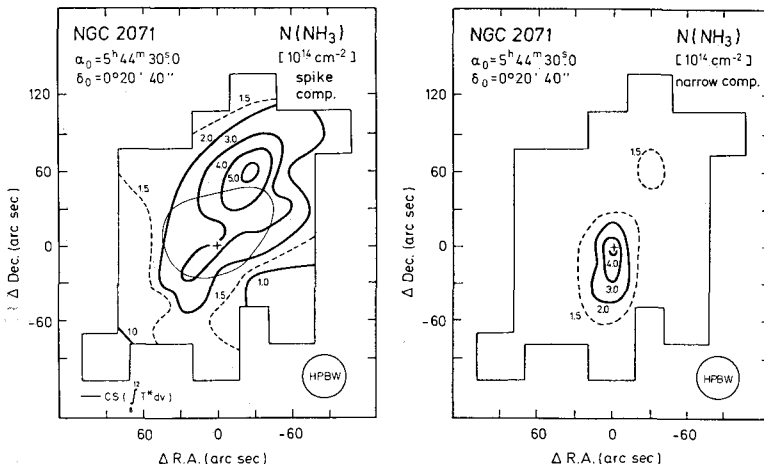 NGC 2071
N(NH₃)
α₀=5ʰ44ᵐ30ˢ.0
[10¹⁴ cm⁻²]
δ₀=0°20' 40"
spike
comp.
120
60
0
-60
Δ Dec. (arc sec)
1.5
2.0
3.0
4.0
5.0
1.5
1.5
1.0
1.0
HPBW
CS ( ∫ T* dv)
12
8
60
0
-60
Δ R.A. (arc sec)
NGC 2071
N(NH₃)
α₀=5ʰ44ᵐ30ˢ.0
[10¹⁴ cm⁻²]
δ₀=0°20' 40"
narrow comp.
120
60
0
-60
Δ Dec. (arc sec)
1.5
4.0
3.0
2.0
1.5
HPBW
60
0
-60
Δ R.A. (arc sec)